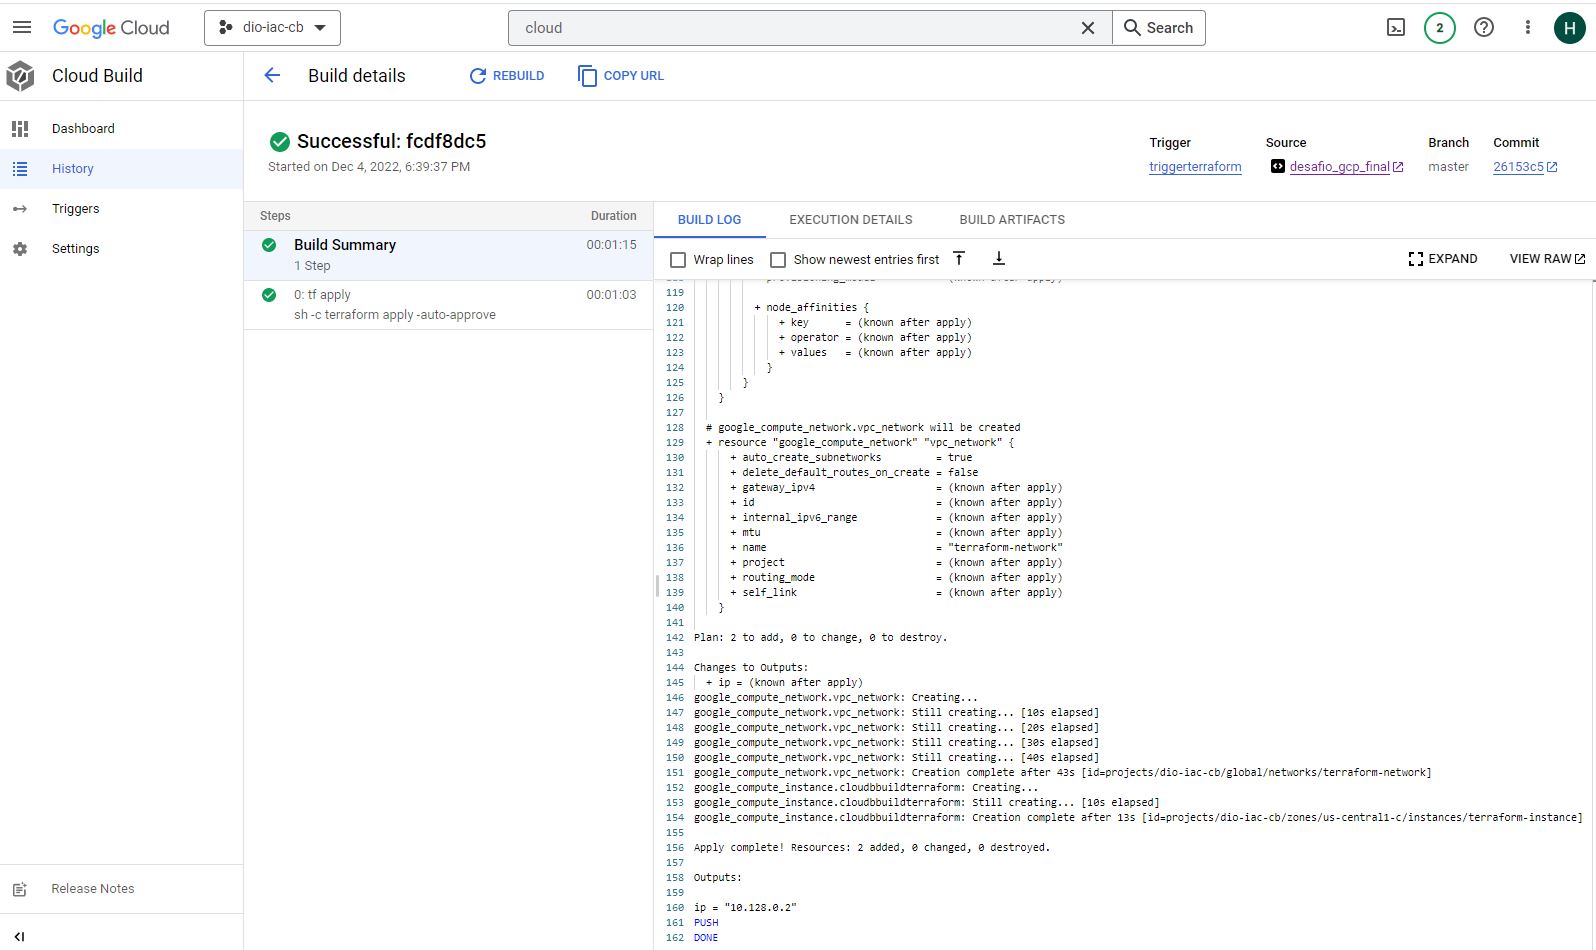 Google Cloud
dio-iac-cb
cloud
Search
2
H
Cloud Build
Build details
REBUILD
COPY URL
Dashboard
History
Triggers
Settings
Release Notes
Successful: fcdf8dc5
Started on Dec 4, 2022, 6:39:37 PM
Trigger
triggerterraform
Source
desafio_gcp_final
Branch
master
Commit
26153c5
Steps Duration
Build Summary 00:01:15
1 Step
0: tf apply 00:01:03
sh -c terraform apply -auto-approve
BUILD LOG EXECUTION DETAILS BUILD ARTIFACTS
Wrap lines Show newest entries first EXPAND VIEW RAW
119
120 + node_affinities {
121 + key = (known after apply)
122 + operator = (known after apply)
123 + values = (known after apply)
124 }
125 }
126 }
127
128 # google_compute_network.vpc_network will be created
129 + resource "google_compute_network" "vpc_network" {
130 + auto_create_subnetworks = true
131 + delete_default_routes_on_create = false
132 + gateway_ipv4 = (known after apply)
133 + id = (known after apply)
134 + internal_ipv6_range = (known after apply)
135 + mtu = (known after apply)
136 + name = "terraform-network"
137 + project = (known after apply)
138 + routing_mode = (known after apply)
139 + self_link = (known after apply)
140 }
141
142 Plan: 2 to add, 0 to change, 0 to destroy.
143
144 Changes to Outputs:
145 + ip = (known after apply)
146 google_compute_network.vpc_network: Creating...
147 google_compute_network.vpc_network: Still creating... [10s elapsed]
148 google_compute_network.vpc_network: Still creating... [20s elapsed]
149 google_compute_network.vpc_network: Still creating... [30s elapsed]
150 google_compute_network.vpc_network: Still creating... [40s elapsed]
151 google_compute_network.vpc_network: Creation complete after 43s [id=projects/dio-iac-cb/global/networks/terraform-network]
152 google_compute_instance.cloudbbuildterraform: Creating...
153 google_compute_instance.cloudbbuildterraform: Still creating... [10s elapsed]
154 google_compute_instance.cloudbbuildterraform: Creation complete after 13s [id=projects/dio-iac-cb/zones/us-central1-c/instances/terraform-instance]
155
156 Apply complete! Resources: 2 added, 0 changed, 0 destroyed.
157
158 Outputs:
159
160 ip = "10.128.0.2"
161 PUSH
162 DONE